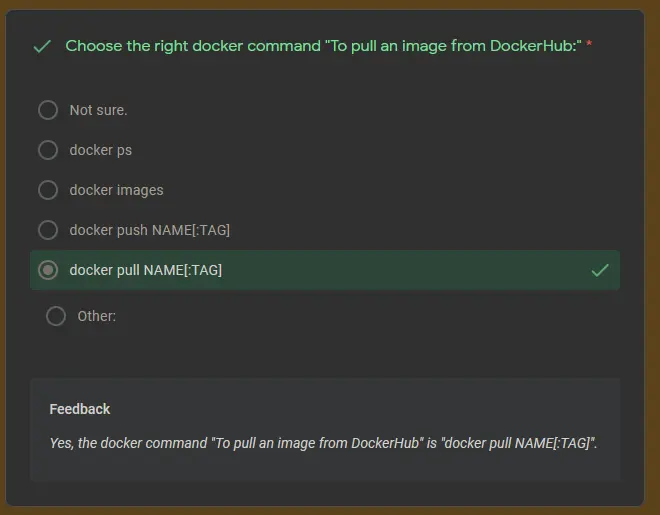 Choose the right docker command "To pull an image from DockerHub:" *
Not sure.
docker ps
docker images
docker push NAME[:TAG]
docker pull NAME[:TAG]
Other:
Feedback
Yes, the docker command "To pull an image from DockerHub" is "docker pull NAME[:TAG]".